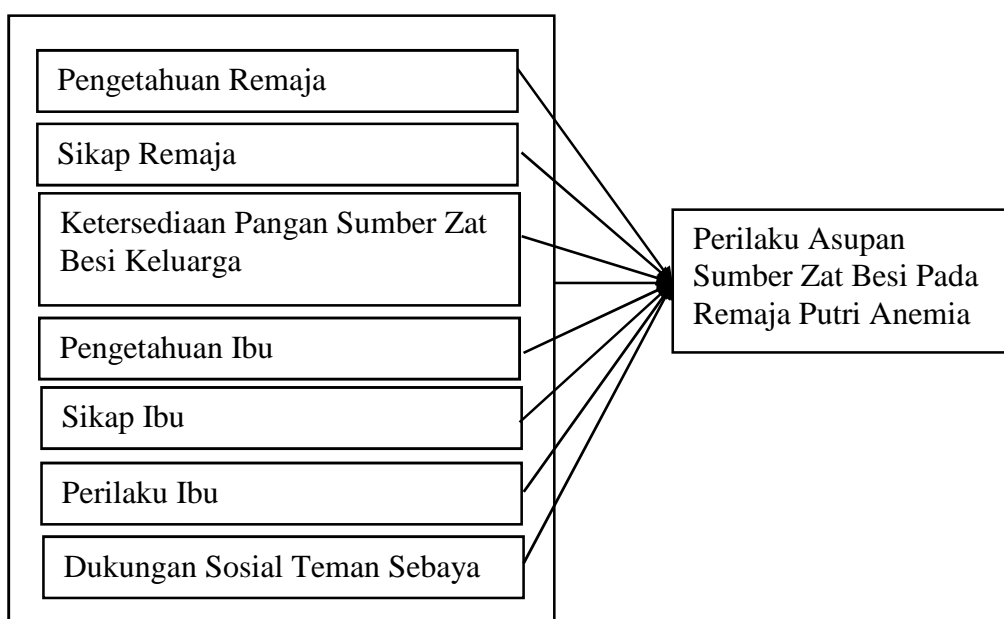 Pengetahuan Remaja
Sikap Remaja
Ketersediaan Pangan Sumber Zat
Besi Keluarga
Pengetahuan Ibu
Sikap Ibu
Perilaku Ibu
Dukungan Sosial Teman Sebaya
Perilaku Asupan
Sumber Zat Besi Pada
Remaja Putri Anemia